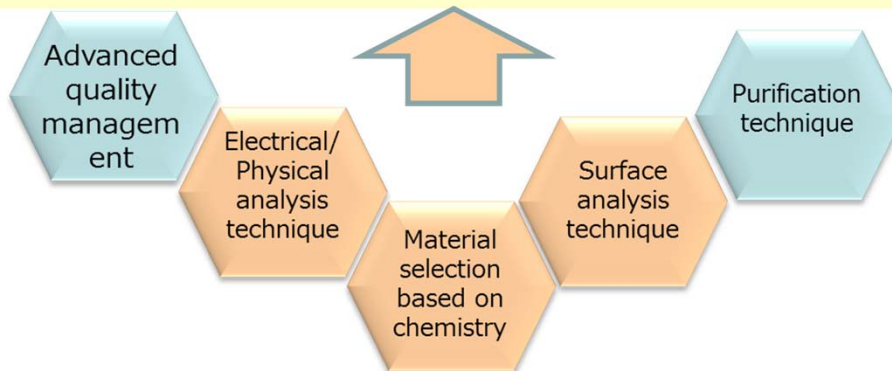 Advanced
quality
managem
ent
Electrical/
Physical
analysis
technique
Material
selection
based on
chemistry
Surface
analysis
technique
Purification
technique